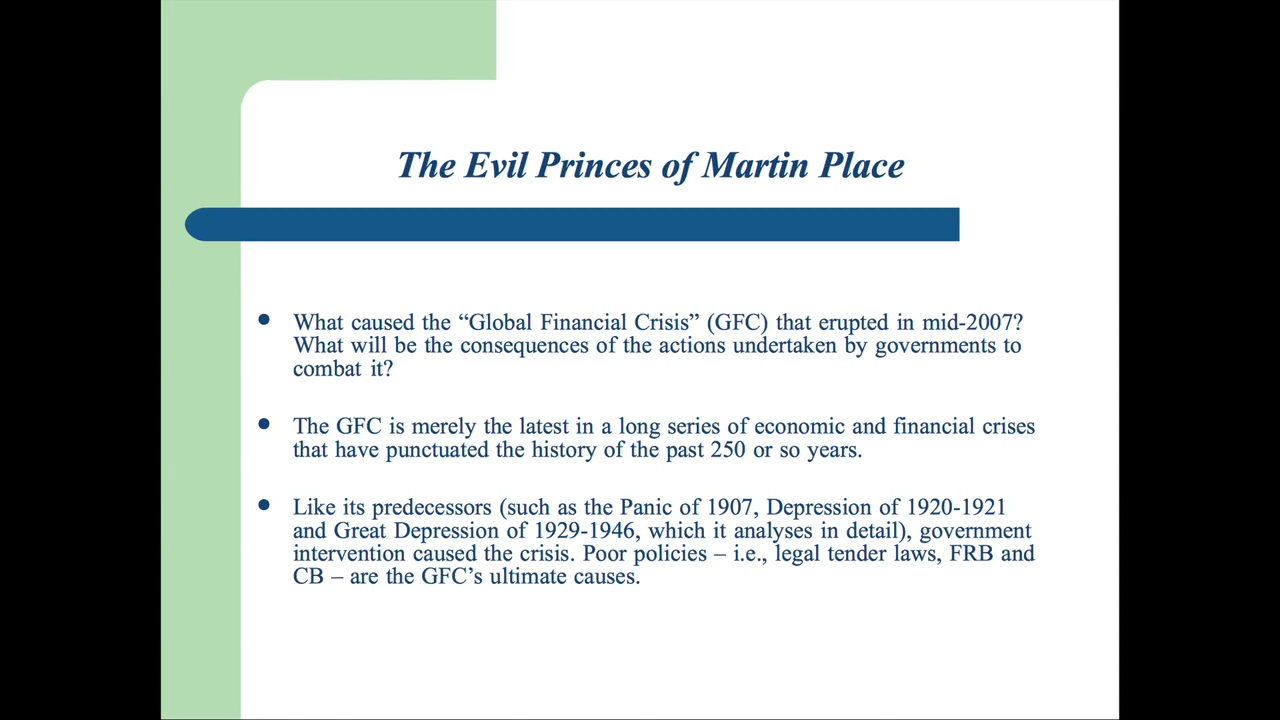 The Evil Princes of Martin Place
• What caused the “Global Financial Crisis” (GFC) that erupted in mid-2007?
What will be the consequences of the actions undertaken by governments to
combat it?
• The GFC is merely the latest in a long series of economic and financial crises
that have punctuated the history of the past 250 or so years.
• Like its predecessors (such as the Panic of 1907, Depression of 1920-1921
and Great Depression of 1929-1946, which it analyses in detail), government
intervention caused the crisis. Poor policies – i.e., legal tender laws, FRB and
CB – are the GFC’s ultimate causes.